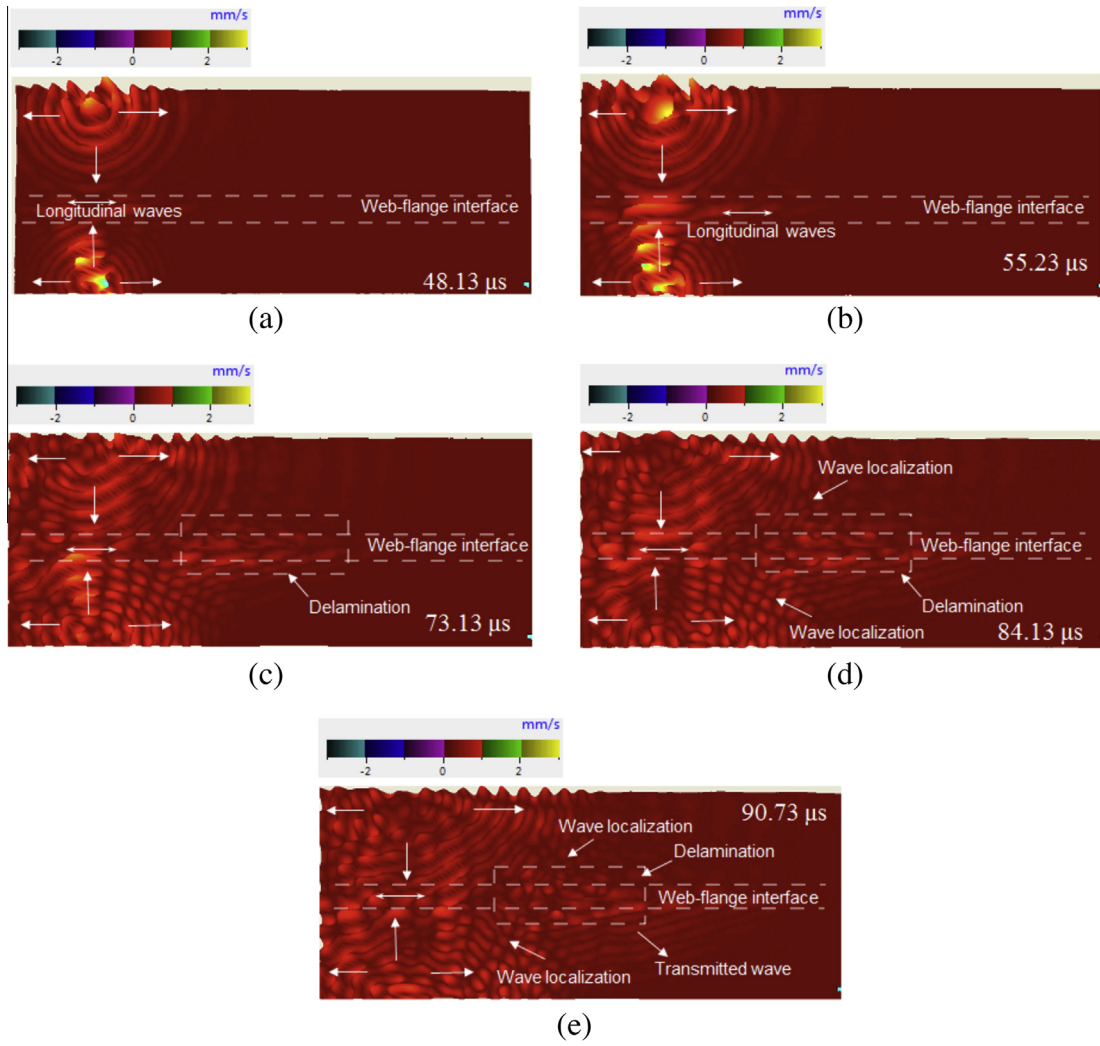 mm/s
-2 0 2
Longitudinal waves
Web-flange interface
48.13 µs
(a)
mm/s
-2 0 2
Web-flange interface
Longitudinal waves
55.23 µs
(b)
mm/s
-2 0 2
Web-flange interface
Delamination
73.13 µs
(c)
mm/s
-2 0 2
Wave localization
Web-flange interface
Delamination
Wave localization
84.13 µs
(d)
mm/s
-2 0 2
90.73 µs
Wave localization
Delamination
Web-flange interface
Transmitted wave
Wave localization
(e)